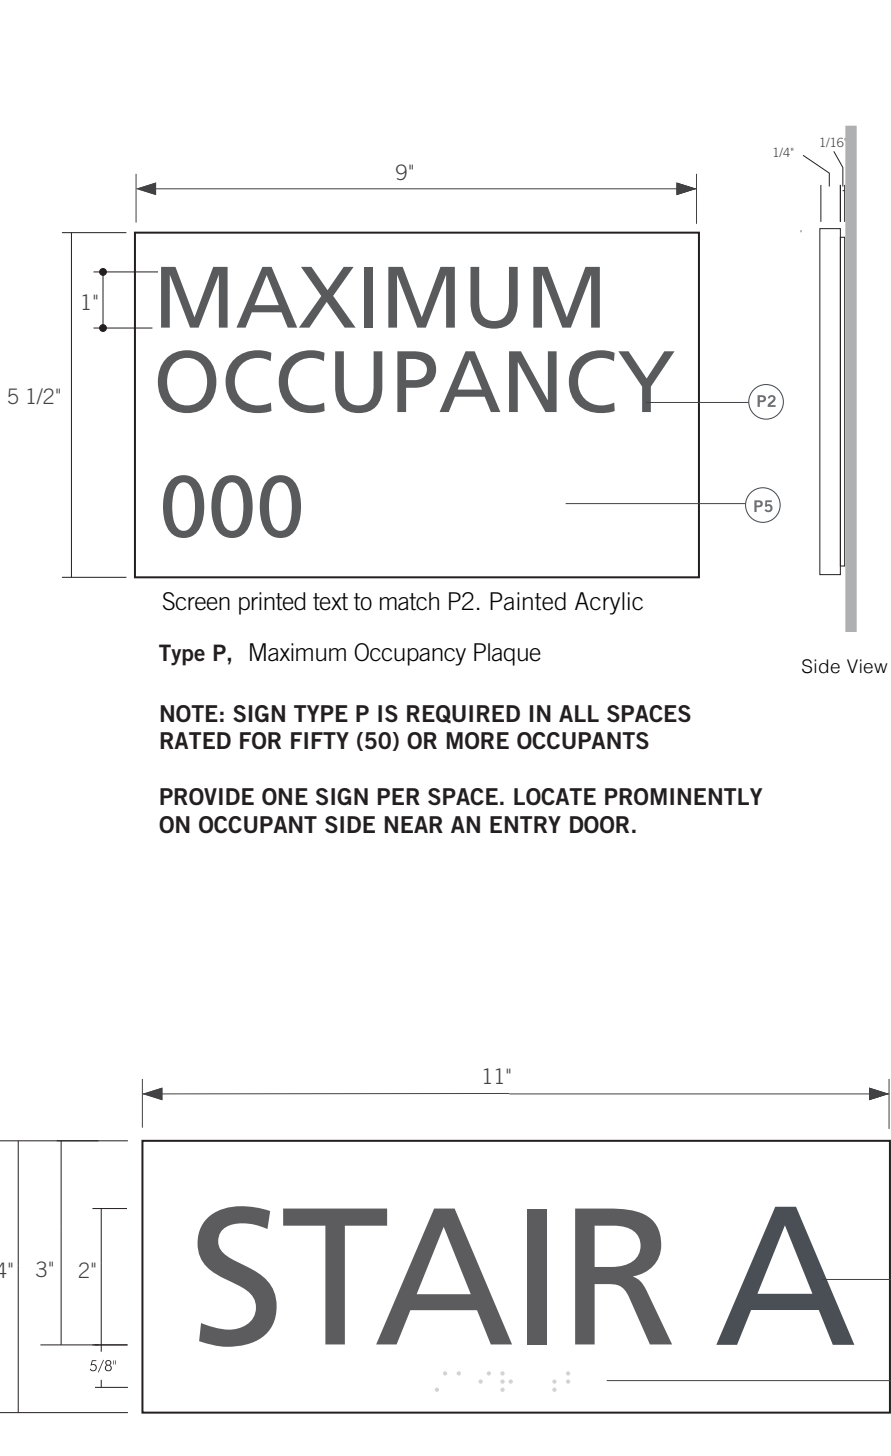 1/16"
1/4"
9"
1"
MAXIMUM
OCCUPANCY
5 1/2"
P2
000
P5
Screen printed text to match P2. Painted Acrylic
Type P, Maximum Occupancy Plaque
Side View
NOTE: SIGN TYPE P IS REQUIRED IN ALL SPACES
RATED FOR FIFTY (50) OR MORE OCCUPANTS
PROVIDE ONE SIGN PER SPACE. LOCATE PROMINENTLY
ON OCCUPANT SIDE NEAR AN ENTRY DOOR.
11"
4" 3" 2"
STAIR A
5/8"